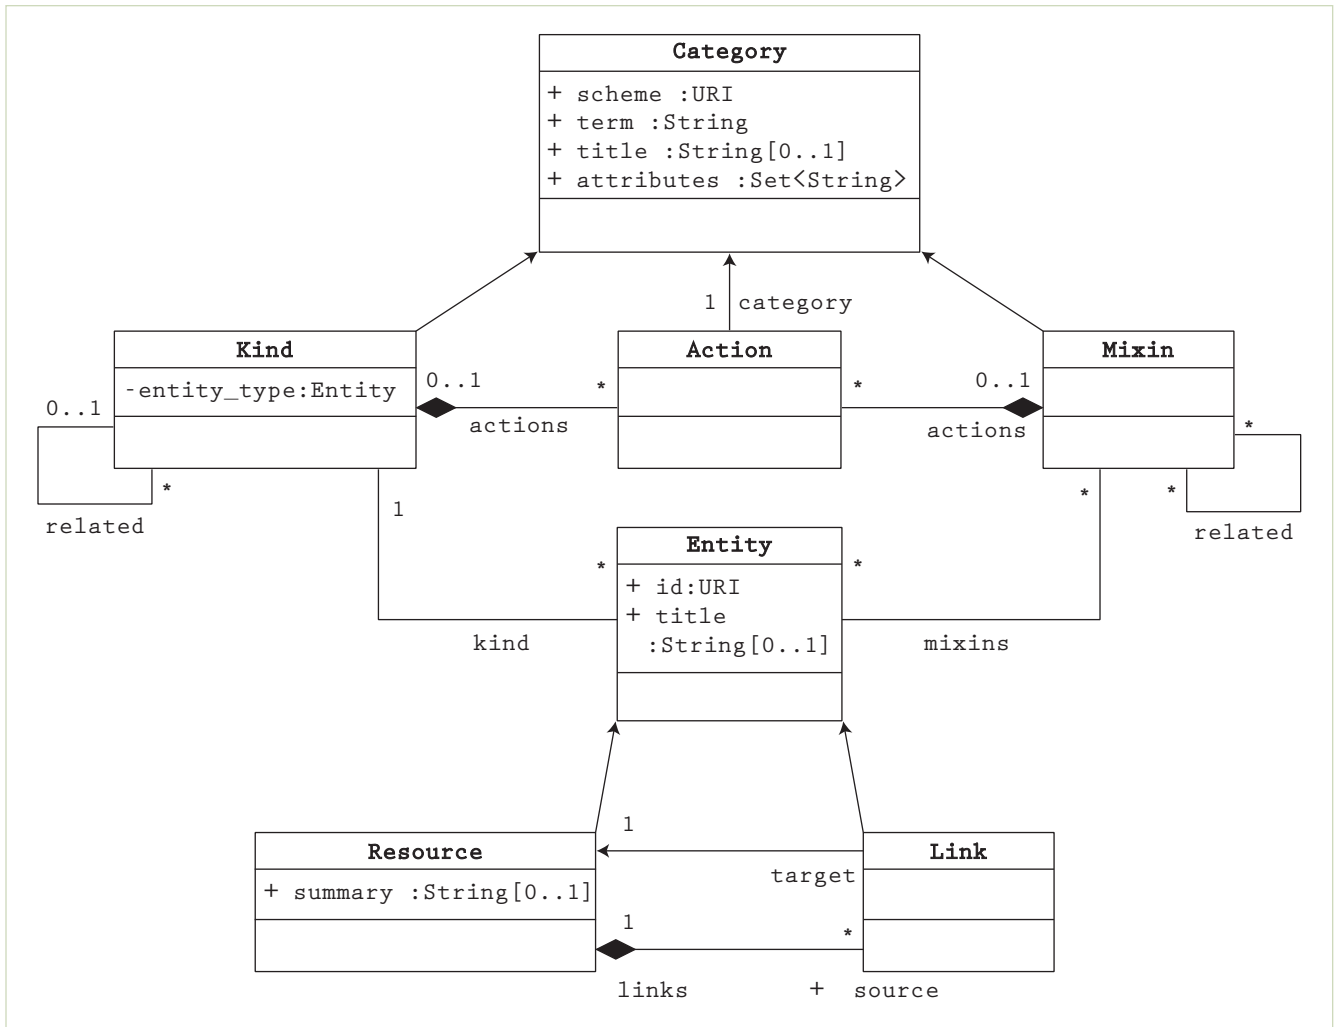 Category
+ scheme :URI
+ term :String
+ title :String[0..1]
+ attributes :Set<String>
1 category
Kind
-entity_type:Entity
Action
Mixin
0..1
0..1
*
actions
*
0..1
actions
*
related
*
*
related
1
kind
*
Entity
+ id:URI
+ title
:String[0..1]
*
mixins
*
Resource
+ summary :String[0..1]
1
target
Link
1
links
*
+ source